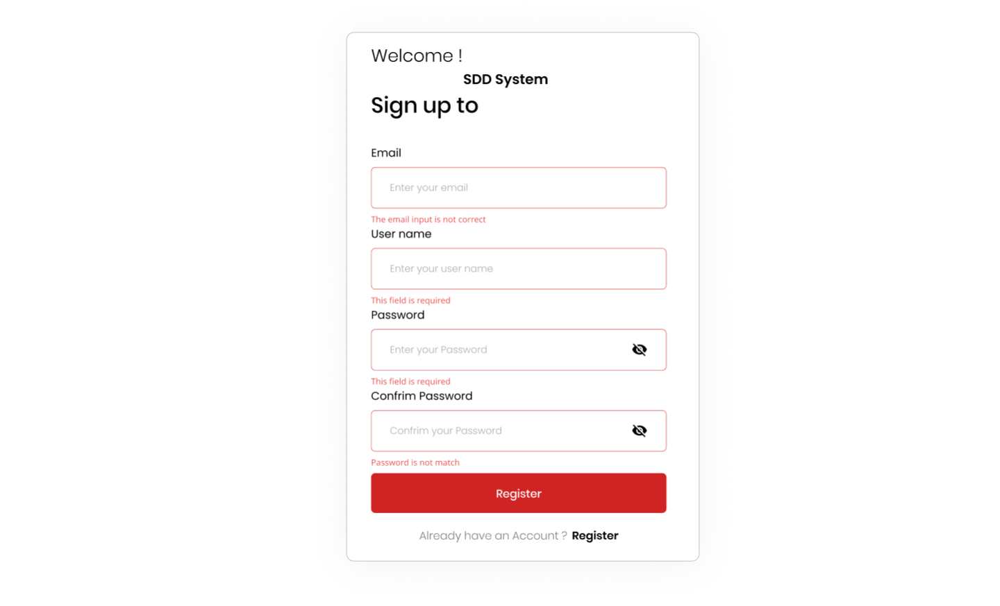 Welcome !
SDD System
Sign up to
Email
Enter your email
The email input is not correct
User name
Enter your user name
This field is required
Password
Enter your Password
This field is required
Confrim Password
Confrim your Password
Password is not match
Register
Already have an Account ? Register